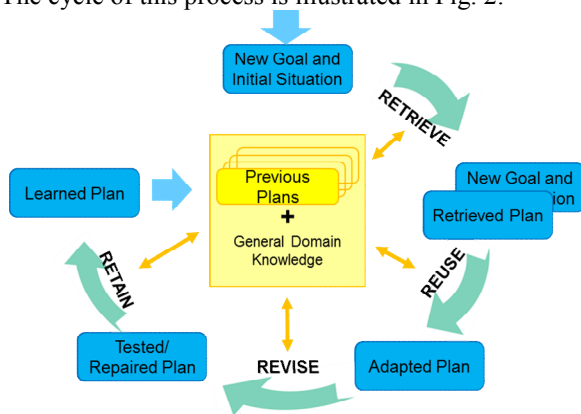 The cycle of this process is illustrated in Fig. 2.
New Goal and
Initial Situation
RETRIEVE
Previous
Plans
+
General Domain
Knowledge
New Goal and
Retrieved Plan
REUSE
Adapted Plan
REVISE
Tested/
Repaired Plan
RETAIN
Learned Plan